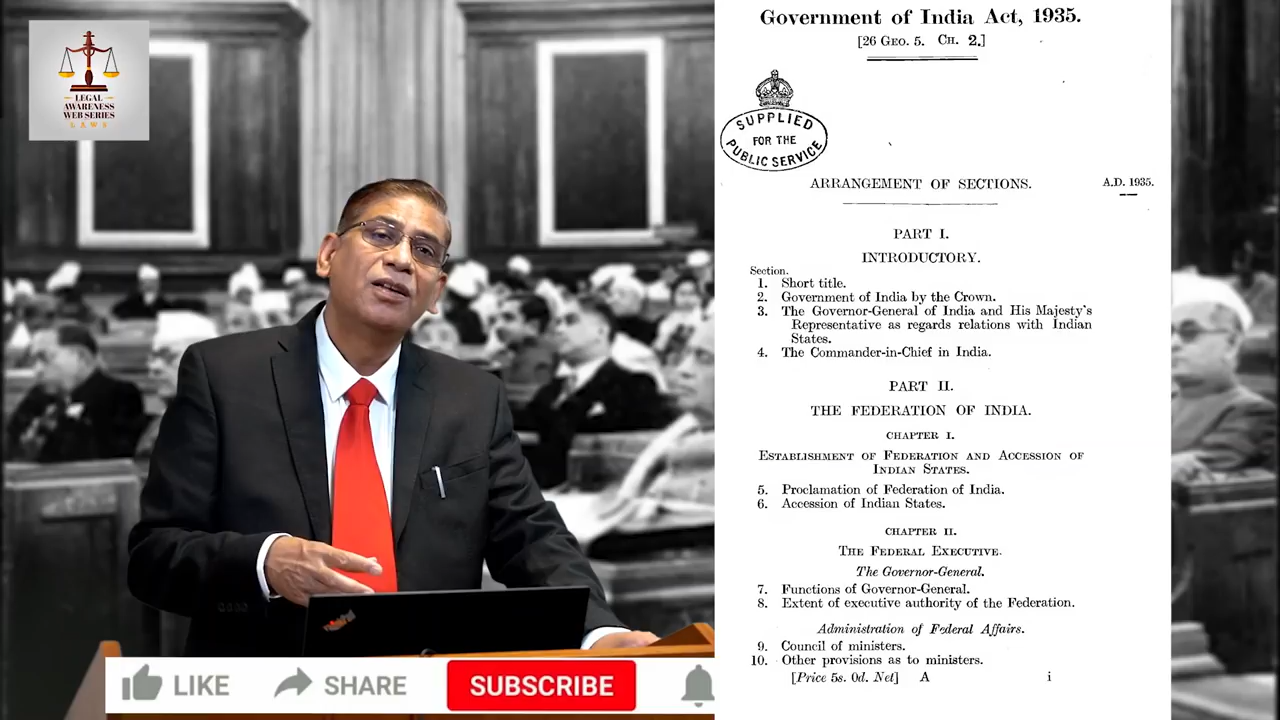 LEGAL
AWARENESS
WEB SERIES
LAWS
LIKE
SHARE
SUBSCRIBE
Government of India Act, 1935.
[26 GEO. 5. CH. 2.]
SUPPLIED
FOR THE
PUBLIC SERVICE
ARRANGEMENT OF SECTIONS.
A.D. 1935.
PART I.
INTRODUCTORY.
Section.
1. Short title.
2. Government of India by the Crown.
3. The Governor-General of India and His Majesty's
Representative as regards relations with Indian
States.
4. The Commander-in-Chief in India.
PART II.
THE FEDERATION OF INDIA.
CHAPTER I.
ESTABLISHMENT OF FEDERATION AND ACCESSION OF
INDIAN STATES.
5. Proclamation of Federation of India.
6. Accession of Indian States.
CHAPTER II.
THE FEDERAL EXECUTIVE.
The Governor-General.
7. Functions of Governor-General.
8. Extent of executive authority of the Federation.
Administration of Federal Affairs.
9. Council of ministers.
10. Other provisions as to ministers.
[Price 5s. 0d. Net] A i